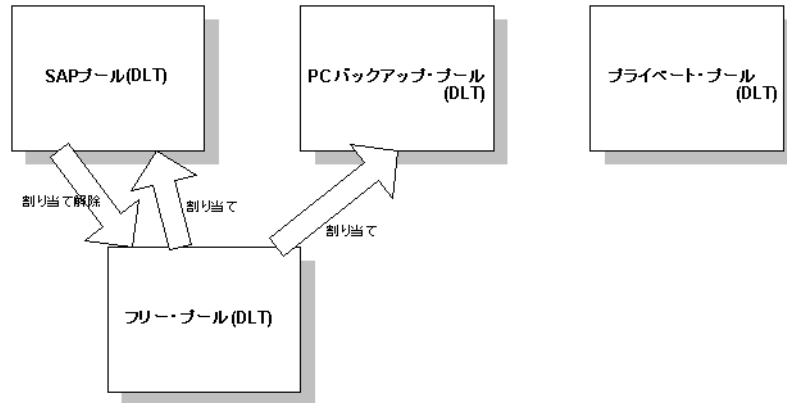 SAPプール(DLT)
PCバックアップ・プール
(DLT)
プライベート・プール
(DLT)
割り当て解除
割り当て
割り当て
フリー・プール(DLT)